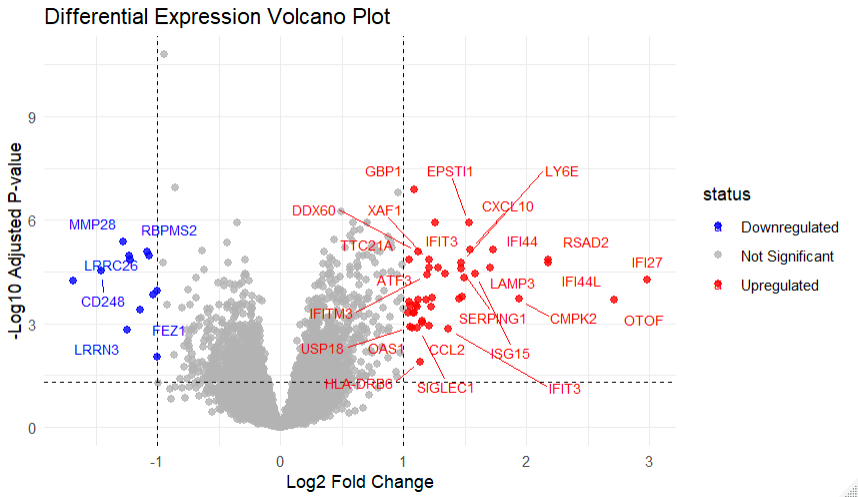 Differential Expression Volcano Plot
-Log10 Adjusted P-value
9
6
3
0
GBP1
EPSTI1
LY6E
DDX60
XAF1
CXCL10
MMP28
RBPMS2
TTC21A
IFIT3
IFI44
RSAD2
LRRC26
IFI27
ATF3
LAMP3
IFI44L
CD248
IFITM3
SERPING1
CMPK2
OTOF
FEZ1
LRRN3
USP18
OAS1
CCL2
ISG15
HLA-DRB6
SIGLEC1
IFIT3
-1
0
1
2
3
Log2 Fold Change
status
a Downregulated
Not Significant
a Upregulated